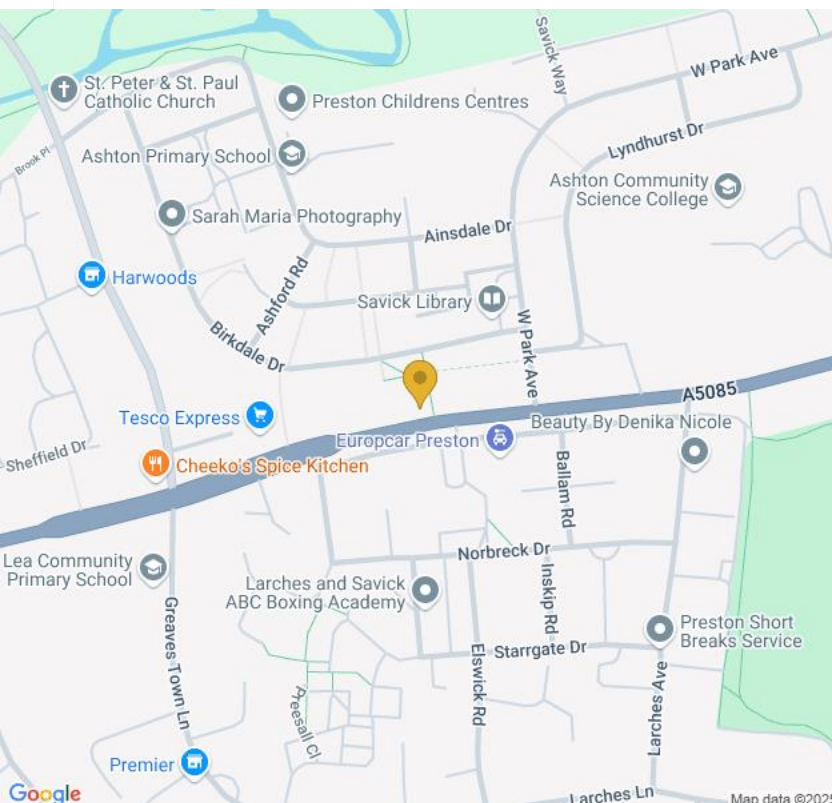 Savick Way
W Park Ave
St. Peter & St. Paul
Catholic Church
Preston Childrens Centres
Lyndhurst Dr
Brook Pl
Ashton Primary School
Ashton Community
Science College
Sarah Maria Photography
Ainsdale Dr
Harwoods
Ashford Rd
Savick Library
Birkdale Dr
W Park Ave
A5085
Tesco Express
Beauty By Denika Nicole
Europcar Preston
Sheffield Dr
Cheeko's Spice Kitchen
Ballam Rd
Norbreck Dr
Lea Community
Primary School
Larches and Savick
ABC Boxing Academy
Inskip Rd
Greaves Town Ln
Preston Short
Breaks Service
Starrgate Dr
Elswick Rd
Larches Ave
Preesall Cl
Premier
Google
Larches Ln
Map data ©2025